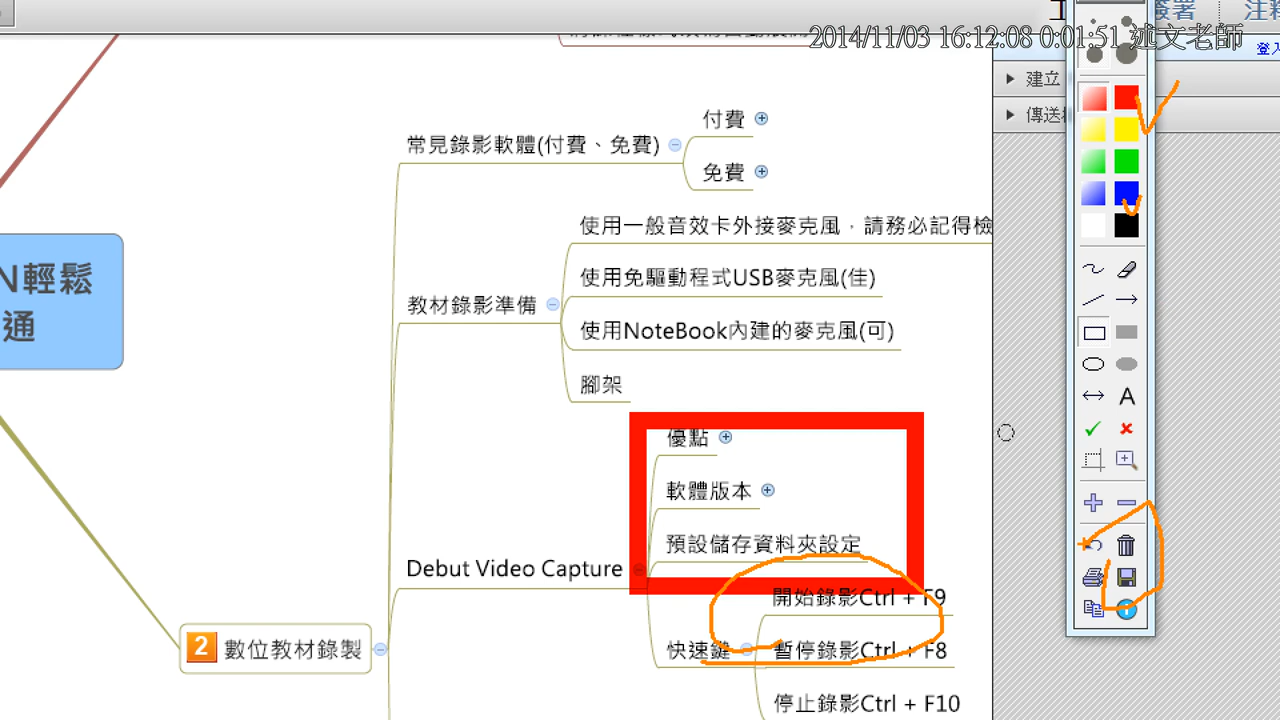 簽署
注釋
2014/11/03 16:12:08 0:01:51 述文老師
登入
建立
傳送
付費
常見錄影軟體(付費、免費)
免費
使用一般音效卡外接麥克風，請務必記得檢
N輕鬆
通
使用免驅動程式USB麥克風(佳)
教材錄影準備
使用NoteBook內建的麥克風(可)
腳架
A
優點
軟體版本
預設儲存資料夾設定
Debut Video Capture
開始錄影Ctrl + F9
2 數位教材錄製
快速鍵
暫停錄影Ctrl + F8
停止錄影Ctrl + F10